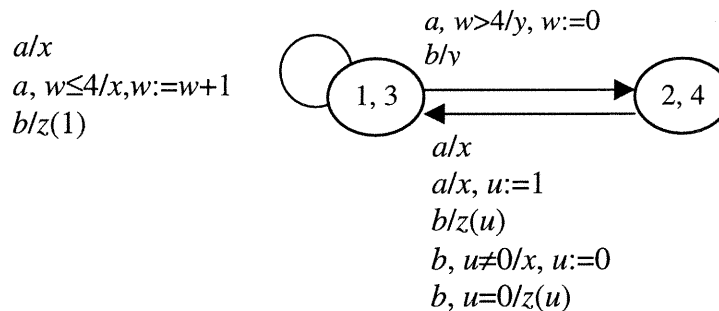 a, w>4/y, w:=0
b/y
a/x
a, w≤4/x,w:=w+1
b/z(1)
1, 3
2, 4
a/x
a/x, u:=1
b/z(u)
b, u≠0/x, u:=0
b, u=0/z(u)